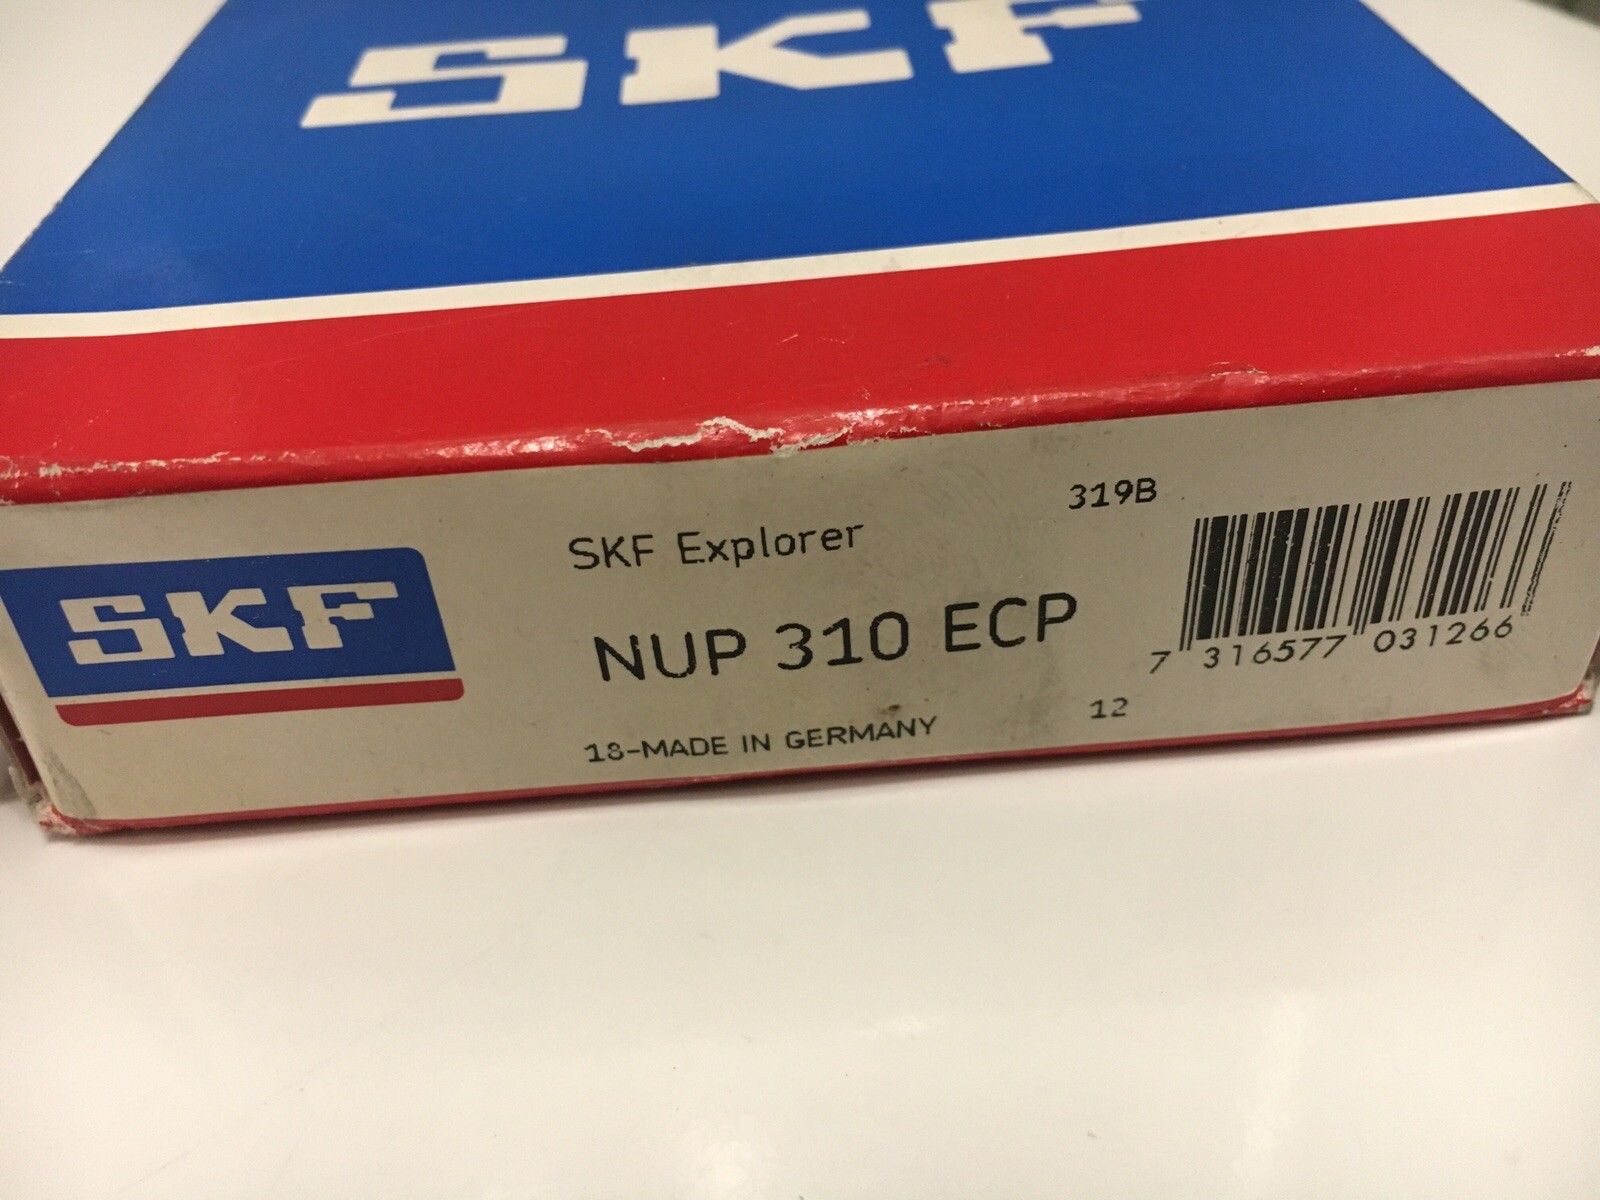 SKF
SKF Explorer
319B
SKF
NUP 310 ECP
7 316577 031266
18-MADE IN GERMANY
12